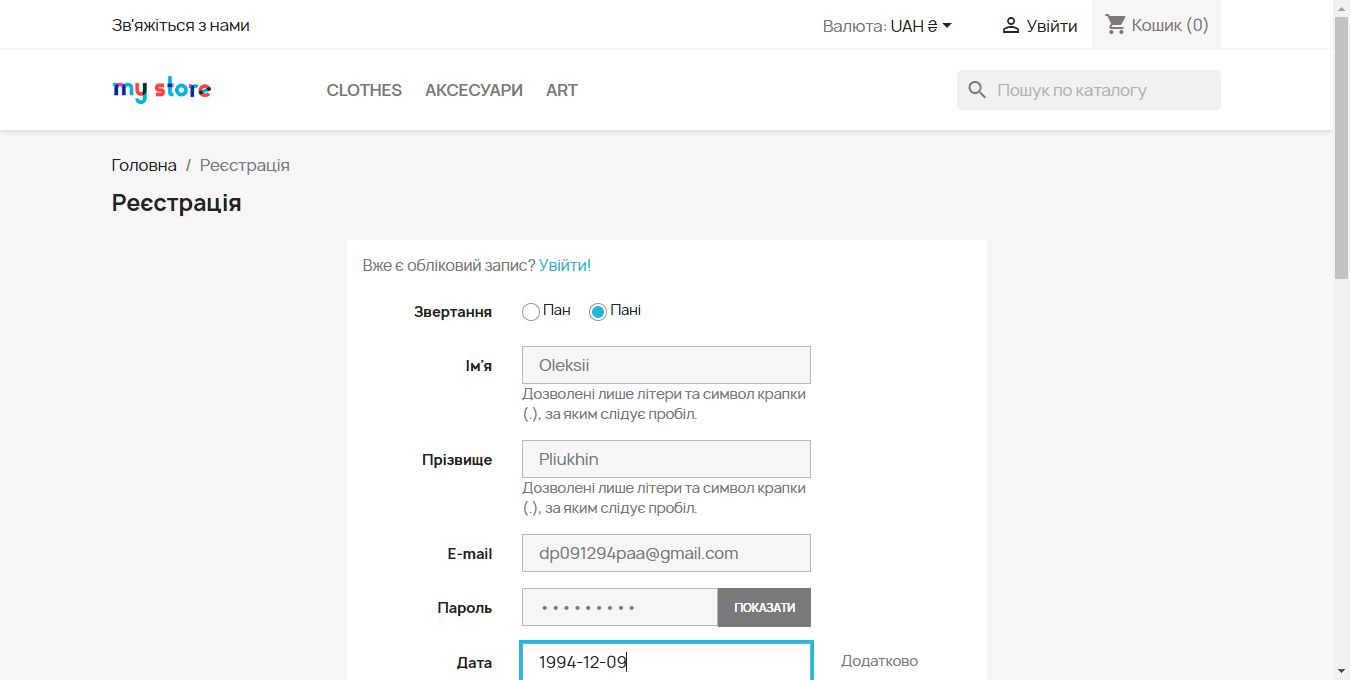 Зв'яжіться з нами
Валюта: UAH ₴
Увійти
Кошик (0)
my store
CLOTHES
АКСЕСУАРИ
ART
Пошук по каталогу
Головна / Реєстрація
Реєстрація
Вже є обліковий запис? Увійти!
Звертання
Пан
Пані
Ім'я
Oleksii
Дозволені лише літери та символ крапки
(.), за яким слідує пробіл.
Прізвище
Pliukhin
Дозволені лише літери та символ крапки
(.), за яким слідує пробіл.
E-mail
dp091294paa@gmail.com
Пароль
•••••••••
ПОКАЗАТИ
Дата
1994-12-09
Додатково